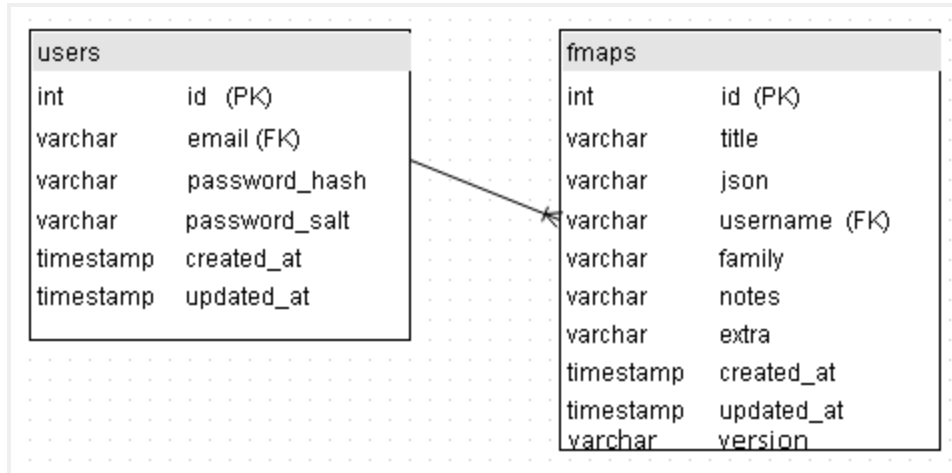 users
int id (PK)
varchar email (FK)
varchar password_hash
varchar password_salt
timestamp created_at
timestamp updated_at
fmaps
int id (PK)
varchar title
varchar json
varchar username (FK)
varchar family
varchar notes
varchar extra
timestamp created_at
timestamp updated_at
varchar version